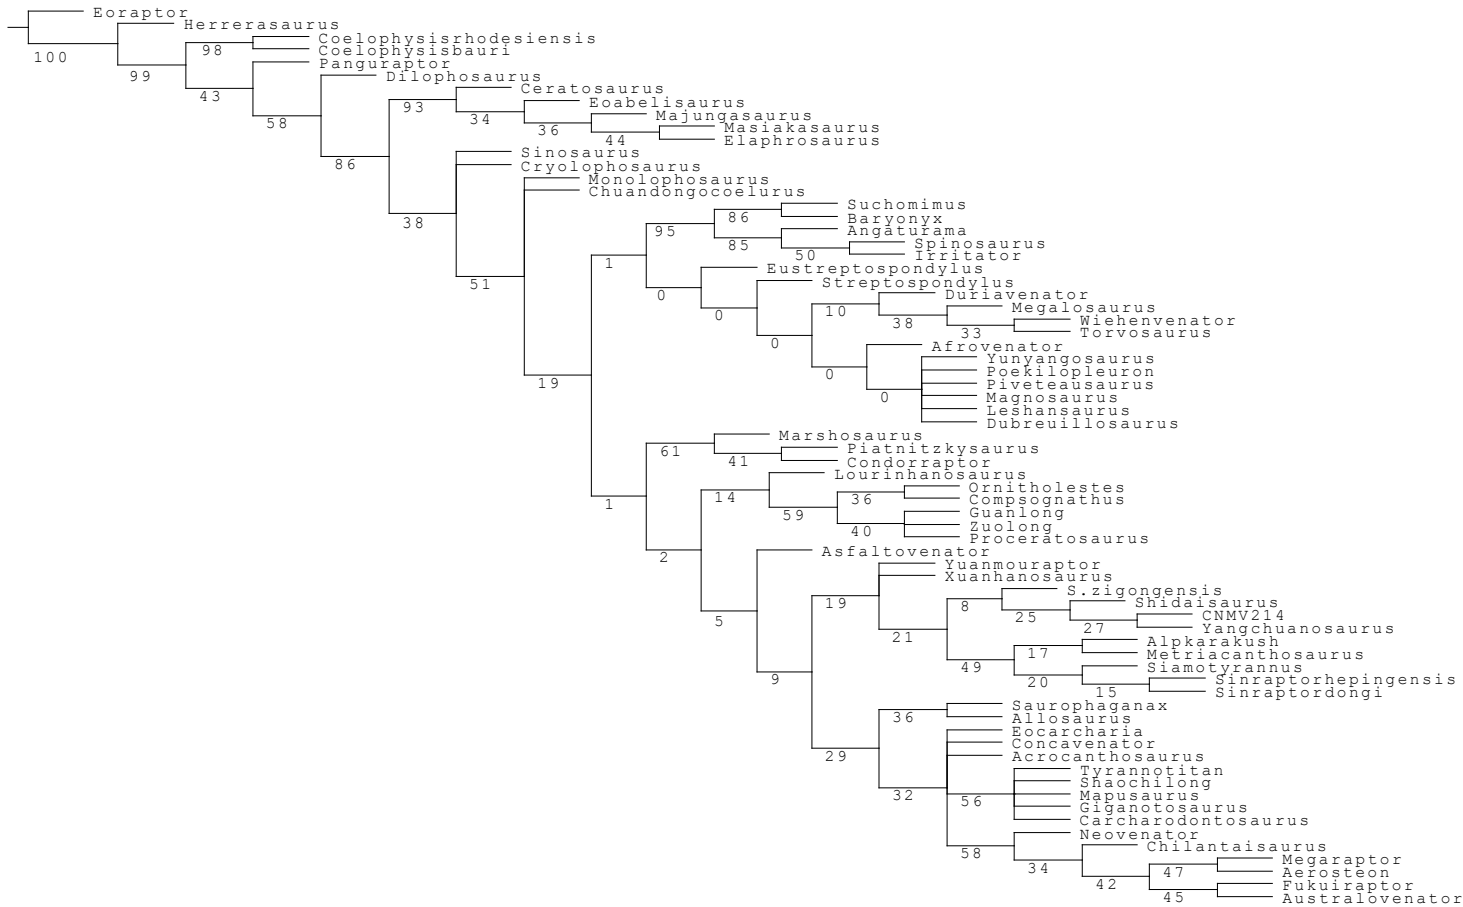 Eoraptor
Herrerasaurus
100
Coelophysisrhodesiensis
98
Coelophysisbauri
Panguraptor
99
Dilophosaurus
43
Ceratosaurus
93
Eoabelisaurus
58
34
Majungasaurus
36
Masiakasaurus
44
Elaphrosaurus
Sinosaurus
86
Cryolophosaurus
Monolophosaurus
Chuandongocoelurus
Suchomimus
38
86
Baryonyx
95
Angaturama
85
Spinosaurus
50
Irritator
1
Eustreptospondylus
51
Streptospondylus
0
Duriavenator
10
Megalosaurus
0
38
Wiehenvenator
33
Torvosaurus
0
Afrovenator
Yunyangosaurus
0
Poekilopleuron
19
Piveteausaurus
0
Magnosaurus
Leshansaurus
Dubreuillosaurus
Marshosaurus
61
Piatnitzkysaurus
41
Condorraptor
Lourinhanosaurus
Ornitholestes
14
36
Compsognathus
1
59
Guanlong
Zuolong
40
Proceratosaurus
2
Asfaltovenator
Yuanmouraptor
Xuanhanosaurus
S.zigongensis
19
8
Shidaisaurus
5
25
CNMV214
27
Yangchuanosaurus
21
Alpkarakush
17
Metriacanthosaurus
49
Siamotyrannus
9
20
Sinraptorhepingensis
15
Sinraptordongi
Saurophaganax
36
Allosaurus
Eocarcharia
Concavenator
29
Acrocanthosaurus
Tyrannotitan
Shaochilong
32
Mapusaurus
56
Giganotosaurus
Carcharodontosaurus
Neovenator
58
Chilantaisaurus
34
Megaraptor
47
Aerosteon
42
Fukuiraptor
45
Australovenator